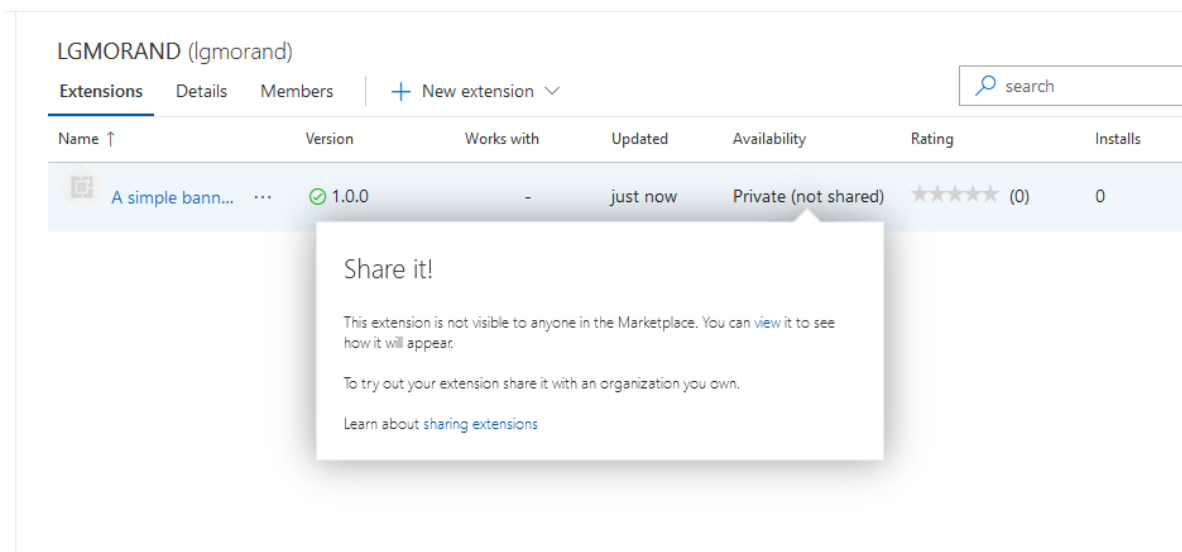 LGMORAND (lgmorand)
Extensions Details Members New extension
search
Name ↑ Version Works with Updated Availability Rating Installs
A simple bann... ... 1.0.0 - just now Private (not shared) (0) 0
Share it!
This extension is not visible to anyone in the Marketplace. You can view it to see
how it will appear.
To try out your extension share it with an organization you own.
Learn about sharing extensions